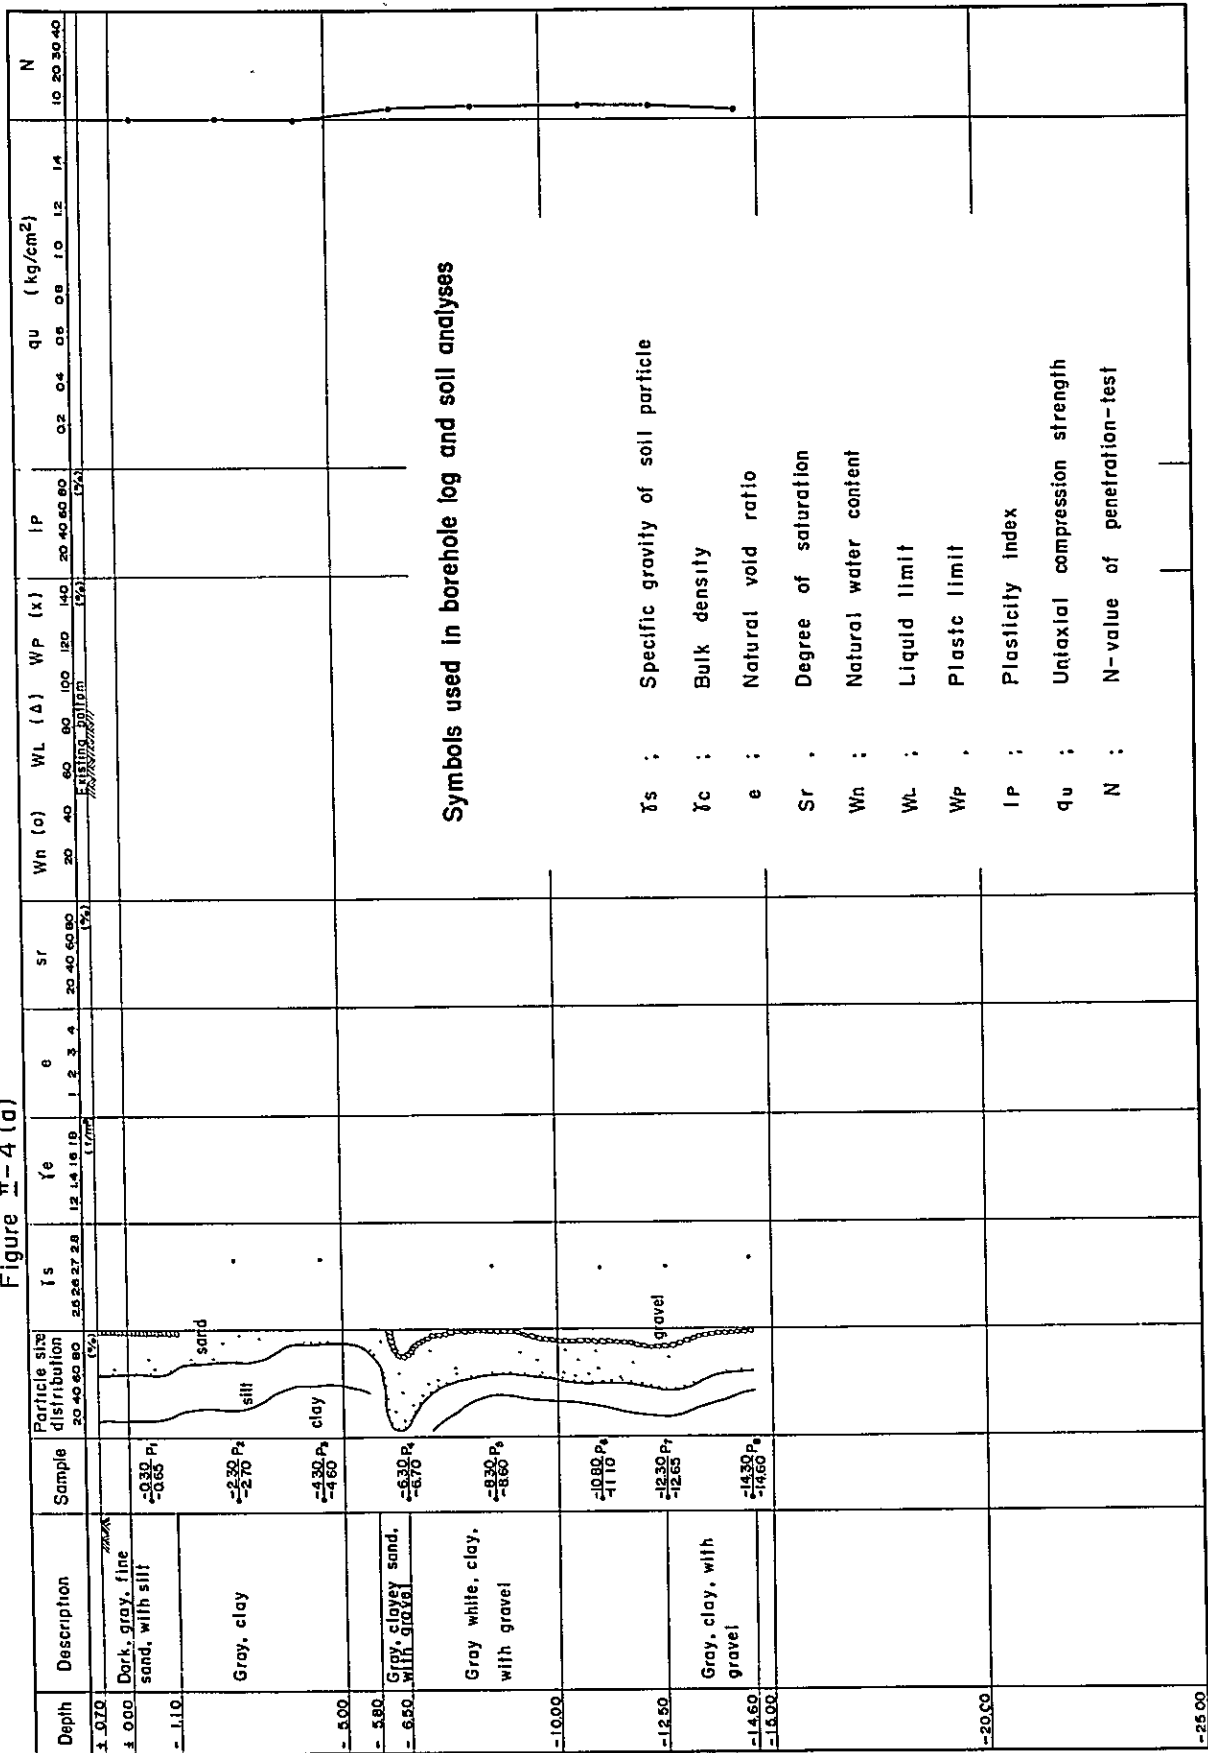 Figure II-4 (a)
Depth
Description
Sample
Particle size
distribution
20 40 60 80
(%)
γs
2.5 2.6 2.7 2.8
γe
1.2 1.4 1.6 1.8
(t/m³)
e
1 2 3 4
sr
20 40 60 80
(%)
Wn (o) WL (Δ) WP (x)
20 40 60 80 100 120 140
(%)
IP
20 40 60 80
(%)
qu (kg/cm²)
0.2 0.4 0.6 0.8 1.0 1.2 1.4
N
10 20 30 40
Existing bottom
± 0.70
± 0.00
- 1.10
- 5.00
- 5.80
- 6.50
-10.00
-12.50
-14.60
-15.00
-20.00
-25.00
Dark, gray, fine
sand, with silt
Gray, clay
Gray, clayey sand,
with gravel
Gray white, clay,
with gravel
Gray, clay, with
gravel
-0.30 P1
-0.65
-2.30 P2
-2.70
-4.30 P3
-4.60
-6.30 P4
-6.70
-8.30 P5
-8.60
-10.80 P6
-11.10
-12.30 P7
-12.65
-14.30 P8
-14.60
sand
silt
clay
gravel
Symbols used in borehole log and soil analyses
γs ; Specific gravity of soil particle
γc ; Bulk density
e ; Natural void ratio
Sr , Degree of saturation
Wn ; Natural water content
WL ; Liquid limit
WP , Plastc limit
IP ; Plasticity index
qu ; Uniaxial compression strength
N ; N-value of penetration-test